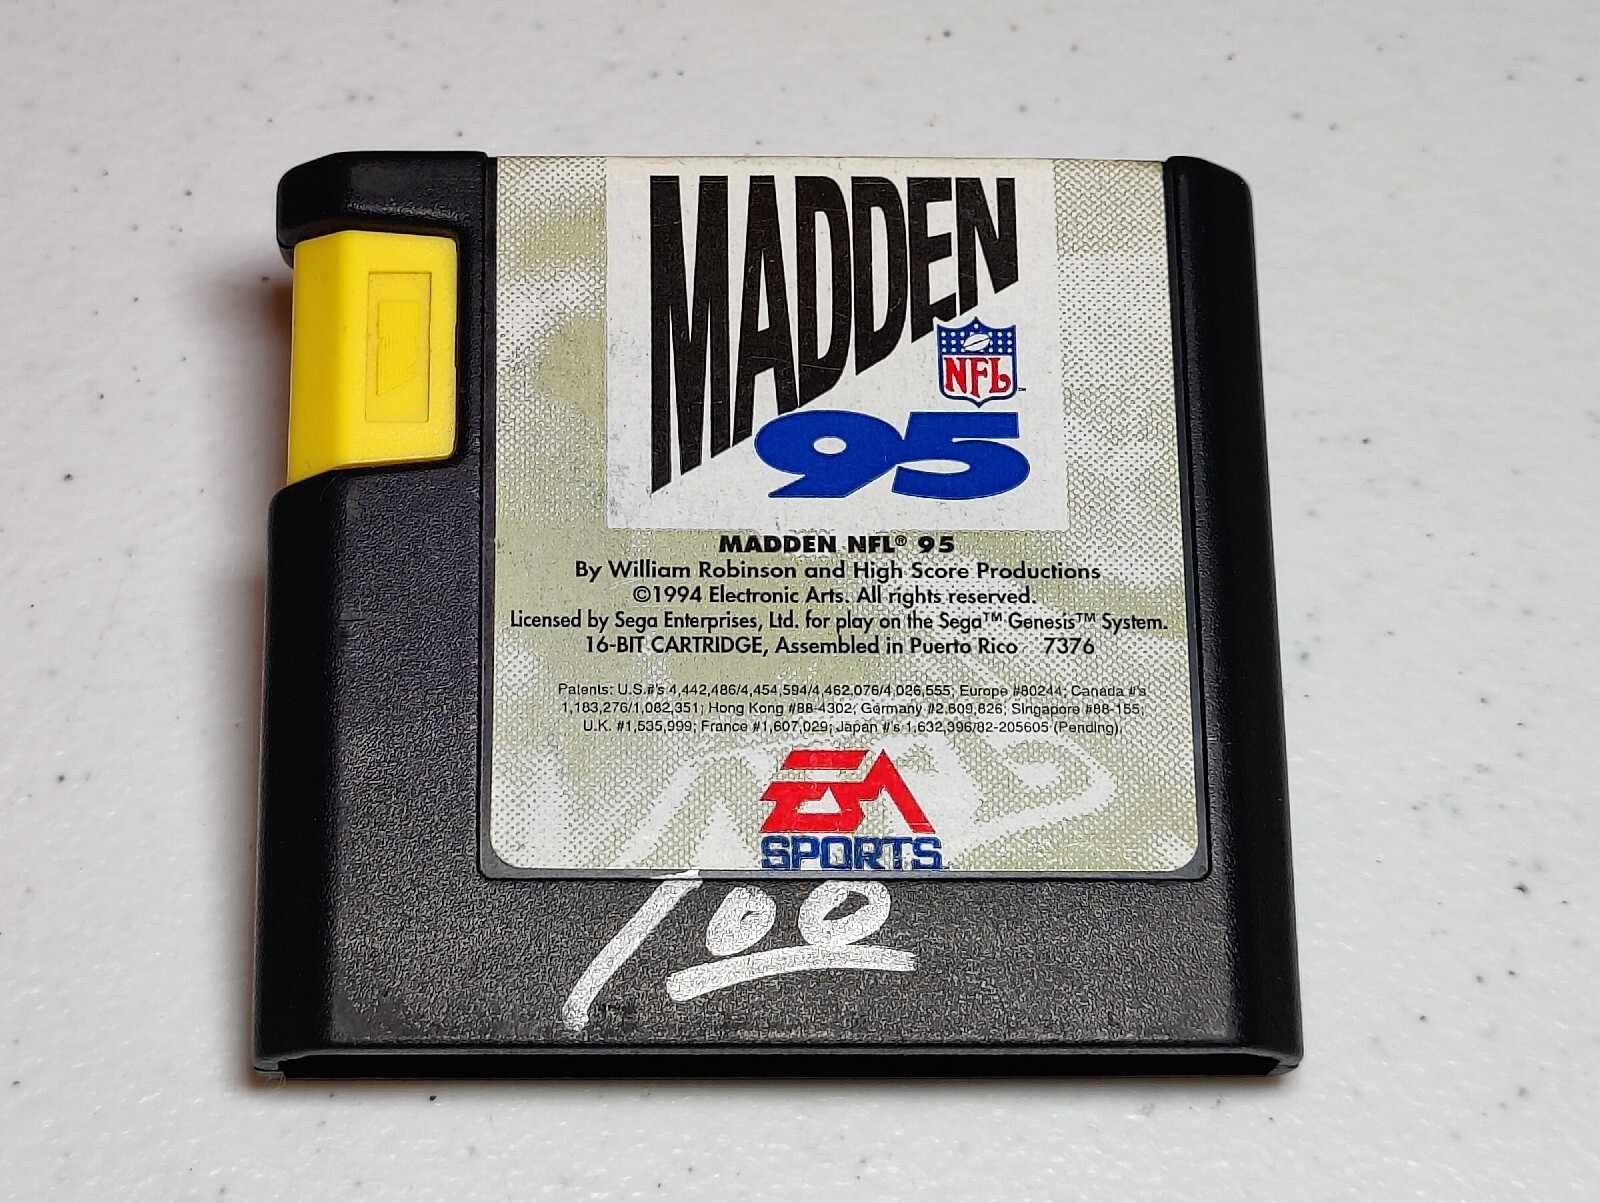 MADDEN
NFL™
95
MADDEN NFL® 95
By William Robinson and High Score Productions
©1994 Electronic Arts. All rights reserved.
Licensed by Sega Enterprises, Ltd. for play on the Sega™ Genesis™ System.
16-BIT CARTRIDGE, Assembled in Puerto Rico 7376
Patents: U.S.#'s 4,442,486/4,454,594/4,462,076/4,026,555; Europe #80244; Canada #'s
1,183,276/1,082,351; Hong Kong #88-4302; Germany #2,609,826; Singapore #88-155;
U.K. #1,535,999; France #1,607,029; Japan #'s 1,632,396/82-205605 (Pending).
EA
SPORTS
100